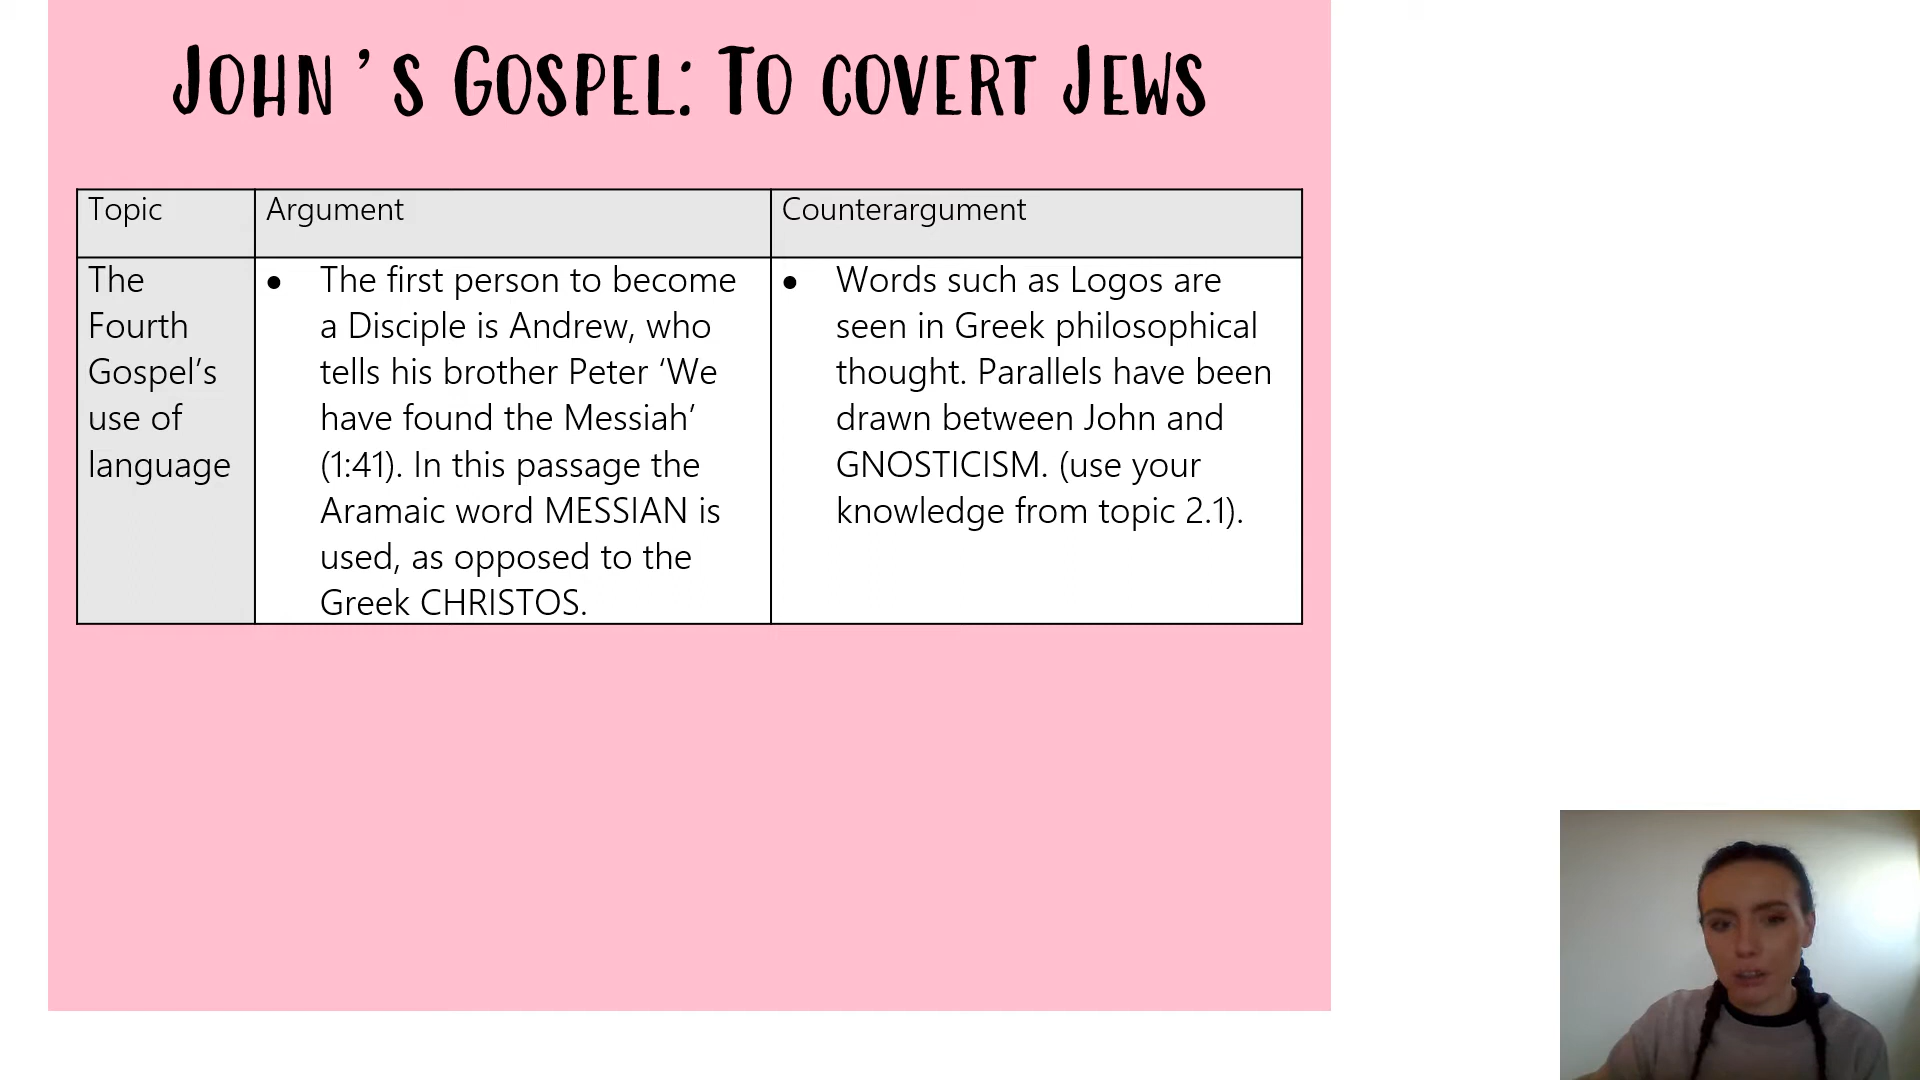 John's Gospel: To covert Jews
Topic
Argument
Counterargument
The
Fourth
Gospel's
use of
language
• The first person to become
a Disciple is Andrew, who
tells his brother Peter ‘We
have found the Messiah’
(1:41). In this passage the
Aramaic word MESSIAN is
used, as opposed to the
Greek CHRISTOS.
• Words such as Logos are
seen in Greek philosophical
thought. Parallels have been
drawn between John and
GNOSTICISM. (use your
knowledge from topic 2.1).